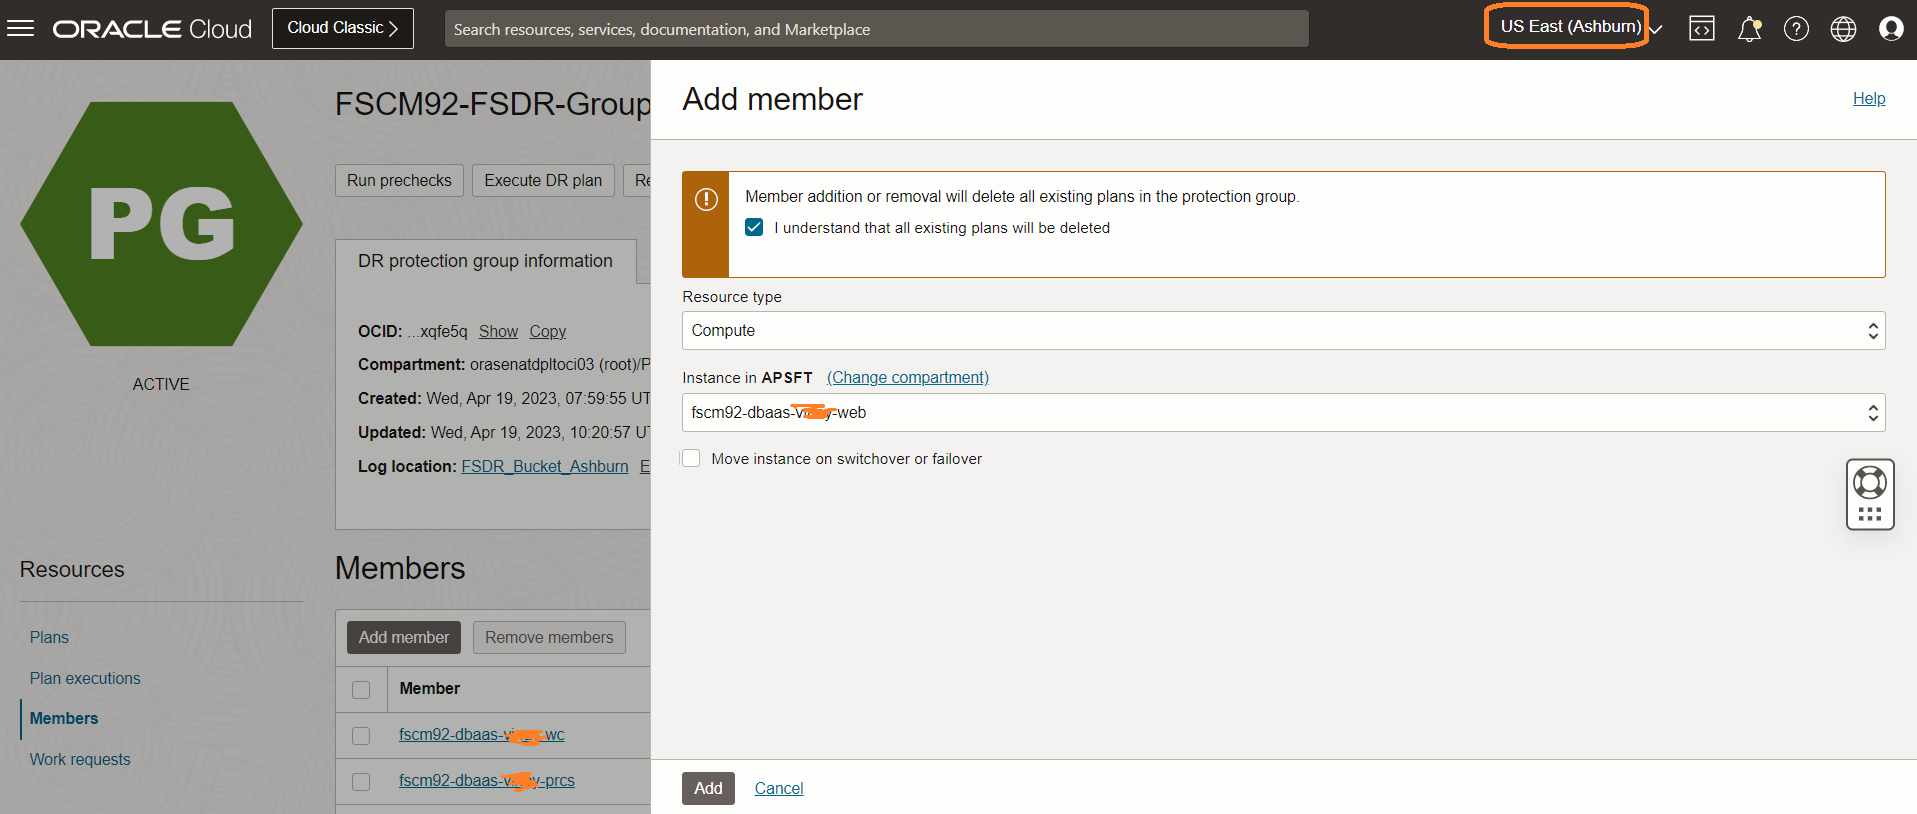 ORACLE Cloud
Cloud Classic
Search resources, services, documentation, and Marketplace
US East (Ashburn)
PG
ACTIVE
FSCM92-FSDR-Group
Run prechecks
Execute DR plan
Re
DR protection group information
OCID: ...xqfe5q Show Copy
Compartment: orasenatdpltoci03 (root)/P
Created: Wed, Apr 19, 2023, 07:59:55 UT
Updated: Wed, Apr 19, 2023, 10:20:57 UT
Log location: FSDR_Bucket_Ashburn E
Resources
Plans
Plan executions
Members
Work requests
Members
Add member
Remove members
Member
fscm92-dbaas- -wc
fscm92-dbaas- -prcs
Add member
Help
Member addition or removal will delete all existing plans in the protection group.
I understand that all existing plans will be deleted
Resource type
Compute
Instance in APSFT (Change compartment)
fscm92-dbaas- -web
Move instance on switchover or failover
Add
Cancel